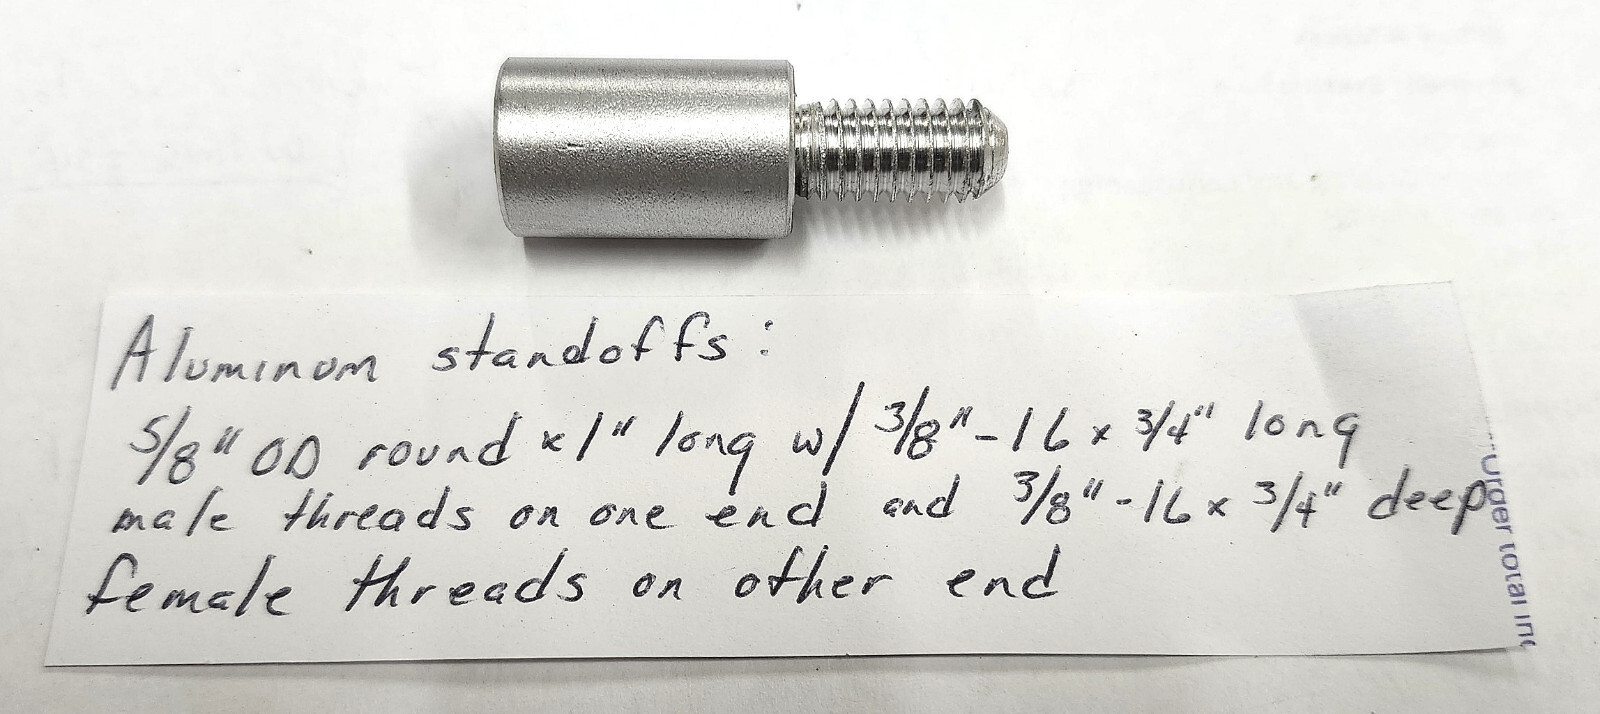 Aluminum standoffs:
5/8" OD round x 1" long w/ 3/8"-16 x 3/4" long
male threads on one end and 3/8"-16 x 3/4" deep
female threads on other end
total